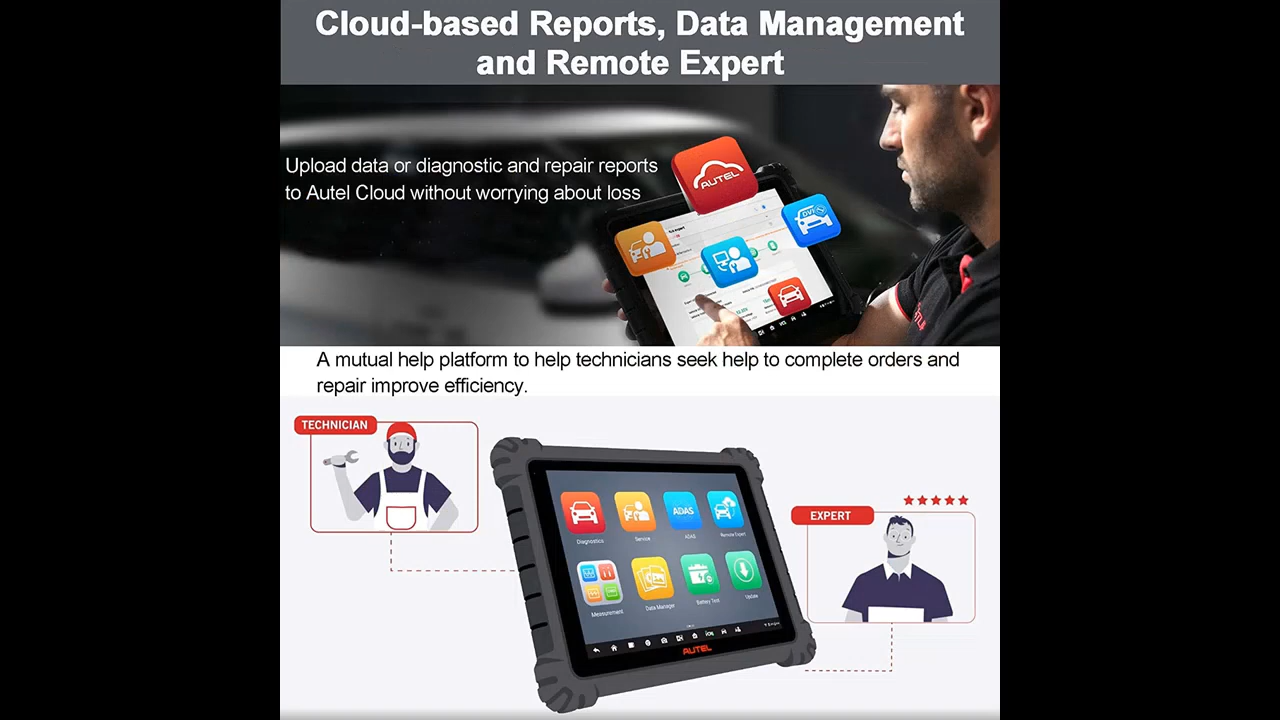 Cloud-based Reports, Data Management
and Remote Expert
Upload data or diagnostic and repair reports
to Autel Cloud without worrying about loss
AUTEL
DVI
A mutual help platform to help technicians seek help to complete orders and
repair improve efficiency.
TECHNICIAN
EXPERT
ADAS
Diagnostics
Service
ADAS
Remote Expert
Measurement
Data Manager
Battery Test
Update
AUTEL